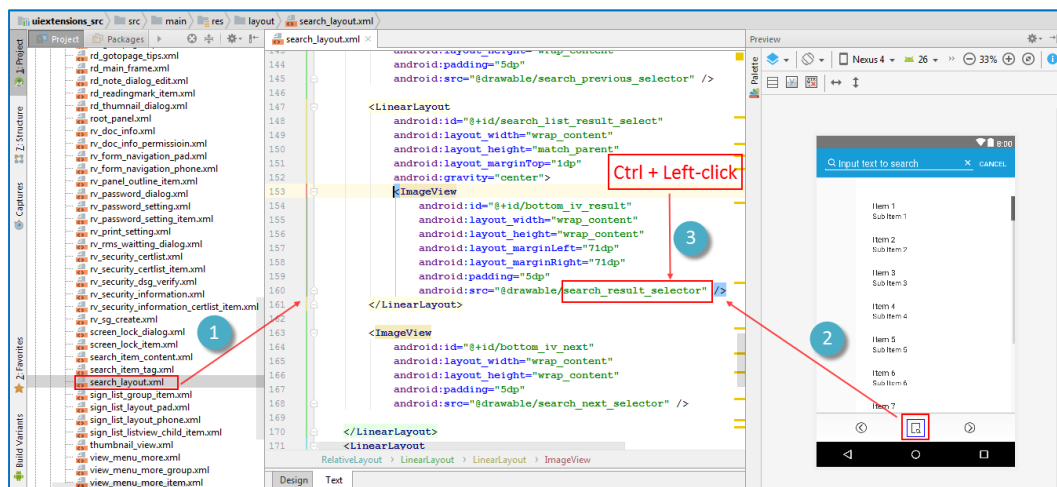 uiextensions_src src main res layout search_layout.xml
Project Packages
search_layout.xml ×
Preview
1: Project
Z: Structure
Captures
2: Favorites
Build Variants
rd_gotopage_tips.xml
rd_main_frame.xml
rd_note_dialog_edit.xml
rd_readingmark_item.xml
rd_thumnail_dialog.xml
root_panel.xml
rv_doc_info.xml
rv_doc_info_permissioin.xml
rv_form_navigation_pad.xml
rv_form_navigation_phone.xml
rv_panel_outline_item.xml
rv_password_dialog.xml
rv_password_setting.xml
rv_password_setting_item.xml
rv_print_setting.xml
rv_rms_waitting_dialog.xml
rv_security_certlist.xml
rv_security_certlist_item.xml
rv_security_dsg_verify.xml
rv_security_information.xml
rv_security_information_certlist_item.xml
rv_sg_create.xml
screen_lock_dialog.xml
screen_lock_item.xml
search_item_content.xml
search_item_tag.xml
search_layout.xml
sign_list_group_item.xml
sign_list_layout_pad.xml
sign_list_layout_phone.xml
sign_list_listview_child_item.xml
thumbnail_view.xml
view_menu_more.xml
view_menu_more_group.xml
view_menu_more_item.xml
1
143 android:layout_height="wrap_content"
144 android:padding="5dp"
145 android:src="@drawable/search_previous_selector" />
146
147 <LinearLayout
148 android:id="@+id/search_list_result_select"
149 android:layout_width="wrap_content"
150 android:layout_height="match_parent"
151 android:layout_marginTop="1dp"
152 android:gravity="center">
153 <ImageView
154 android:id="@+id/bottom_iv_result"
155 android:layout_width="wrap_content"
156 android:layout_height="wrap_content"
157 android:layout_marginLeft="71dp"
158 android:layout_marginRight="71dp"
159 android:padding="5dp"
160 android:src="@drawable/search_result_selector" />
161 </LinearLayout>
162
163 <ImageView
164 android:id="@+id/bottom_iv_next"
165 android:layout_width="wrap_content"
166 android:layout_height="wrap_content"
167 android:padding="5dp"
168 android:src="@drawable/search_next_selector" />
169
170 </LinearLayout>
171 <LinearLayout
RelativeLayout › LinearLayout › LinearLayout › ImageView
Design Text
Ctrl + Left-click
3
2
Palette
Nexus 4 26 » 33%
8:00
Input text to search × CANCEL
Item 1
Sub Item 1
Item 2
Sub Item 2
Item 3
Sub Item 3
Item 4
Sub Item 4
Item 5
Sub Item 5
Item 6
Sub Item 6
Item 7